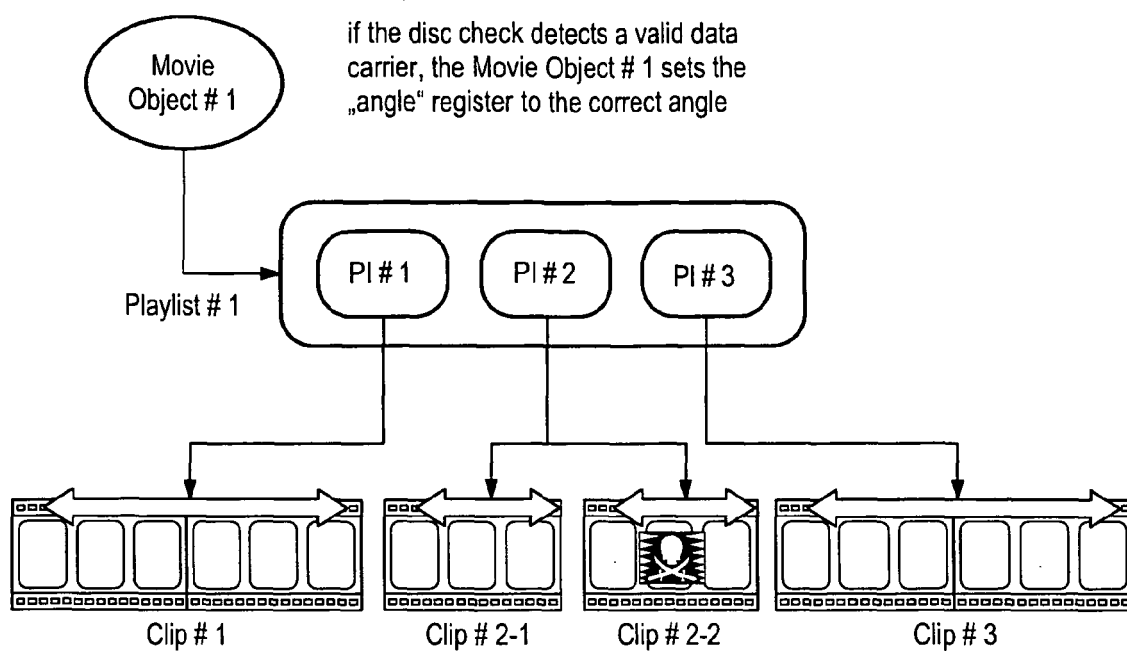 Movie
Object # 1
if the disc check detects a valid data
carrier, the Movie Object # 1 sets the
„angle“ register to the correct angle
Playlist # 1
PI # 1
PI # 2
PI # 3
Clip # 1
Clip # 2-1
Clip # 2-2
Clip # 3